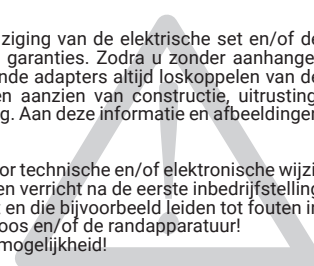 ziging van de elektrische set en/of de
garanties. Zodra u zonder aanhange
nde adapters altijd loskoppelen van de
en aanzien van constructie, uitrusting
g. Aan deze informatie en afbeeldingen
or technische en/of elektronische wijzi
en verricht na de eerste inbedrijfstelling
t en die bijvoorbeeld leiden tot fouten in
oos en/of de randapparatuur!
mogelijkheid!